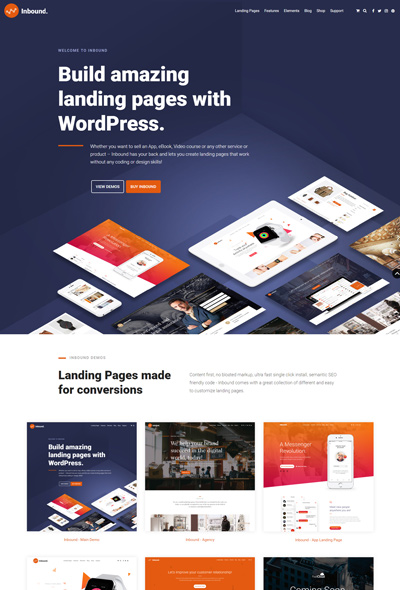 Inbound.
Landing Pages Features Elements Blog Shop Support
WELCOME TO INBOUND
Build amazing
landing pages with
WordPress.
Whether you want to sell an App, eBook, Video course or any other service or
product – Inbound has your back and lets you create landing pages that work
without any coding or design skills!
VIEW DEMOS
BUY INBOUND
INBOUND DEMOS
Landing Pages made
for conversions
Content first, no bloated markup, ultra fast single click install, semantic SEO
friendly code - Inbound comes with a great collection of different and easy
to customize landing pages.
Build amazing
landing pages with
WordPress.
We help your brand
succeed in the digital
world, today!
A Messenger
Revolution
Inbound - Main Demo
Inbound - Agency
Inbound - App Landing Page
Let's improve your customer relationship!
Coming Soon